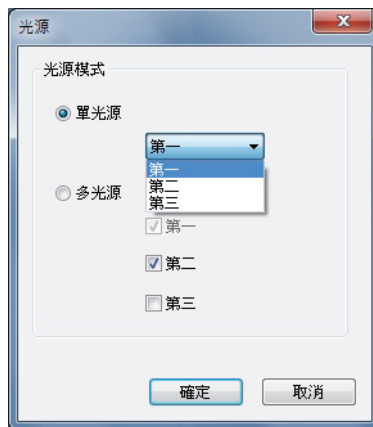 光源
光源模式
單光源
第一
第一
第二
多光源
第三
第一
第二
第三
確定
取消